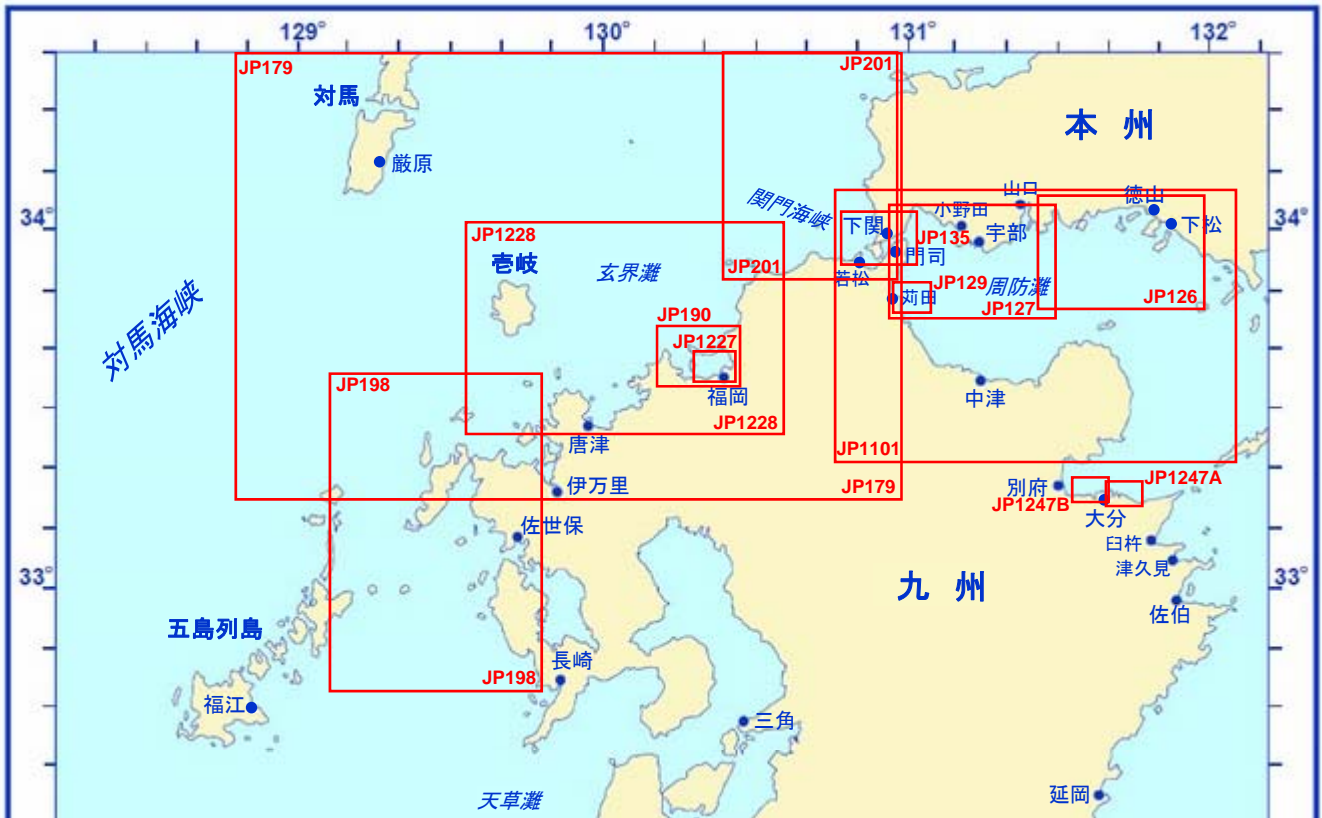 129° 130° 131° 132°
JP179 JP201
対馬
本州
厳原
山口
徳山
34° 関門海峡 小野田 34°
下関 宇部 下松
JP1228 JP135
壱岐 門司
玄界灘 JP201 若松
JP129 周防灘
苅田 JP127 JP126
対馬海峡
JP190
JP1227
JP198 福岡 中津
JP1228
唐津 JP1101
伊万里 JP179 別府 JP1247A
JP1247B
大分
佐世保
臼杵
津久見
33° 九州 33°
佐伯
五島列島
長崎
JP198
福江
三角
天草灘 延岡